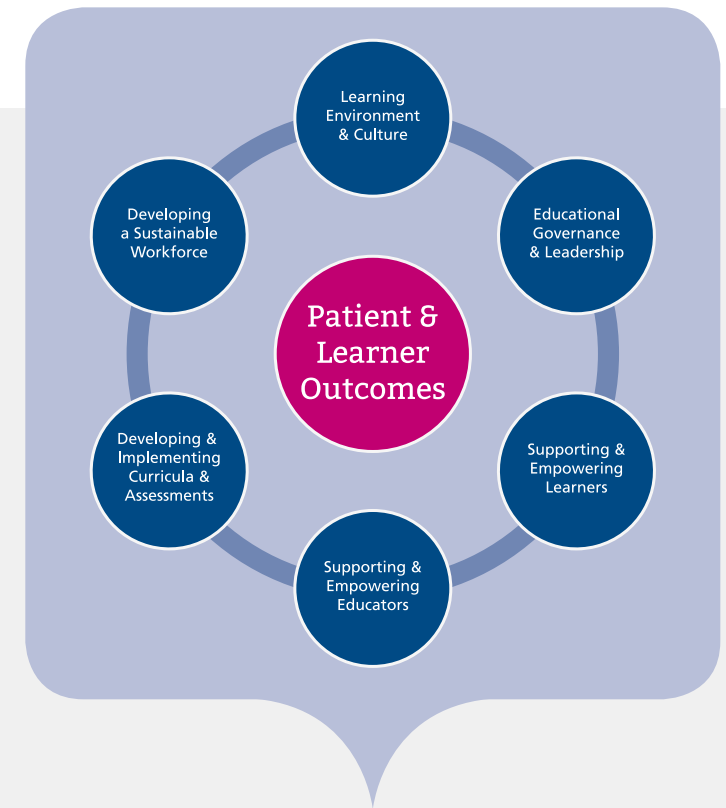 Learning
Environment
& Culture
Educational
Governance
& Leadership
Supporting &
Empowering
Learners
Supporting &
Empowering
Educators
Developing &
Implementing
Curricula &
Assessments
Developing
a Sustainable
Workforce
Patient &
Learner
Outcomes